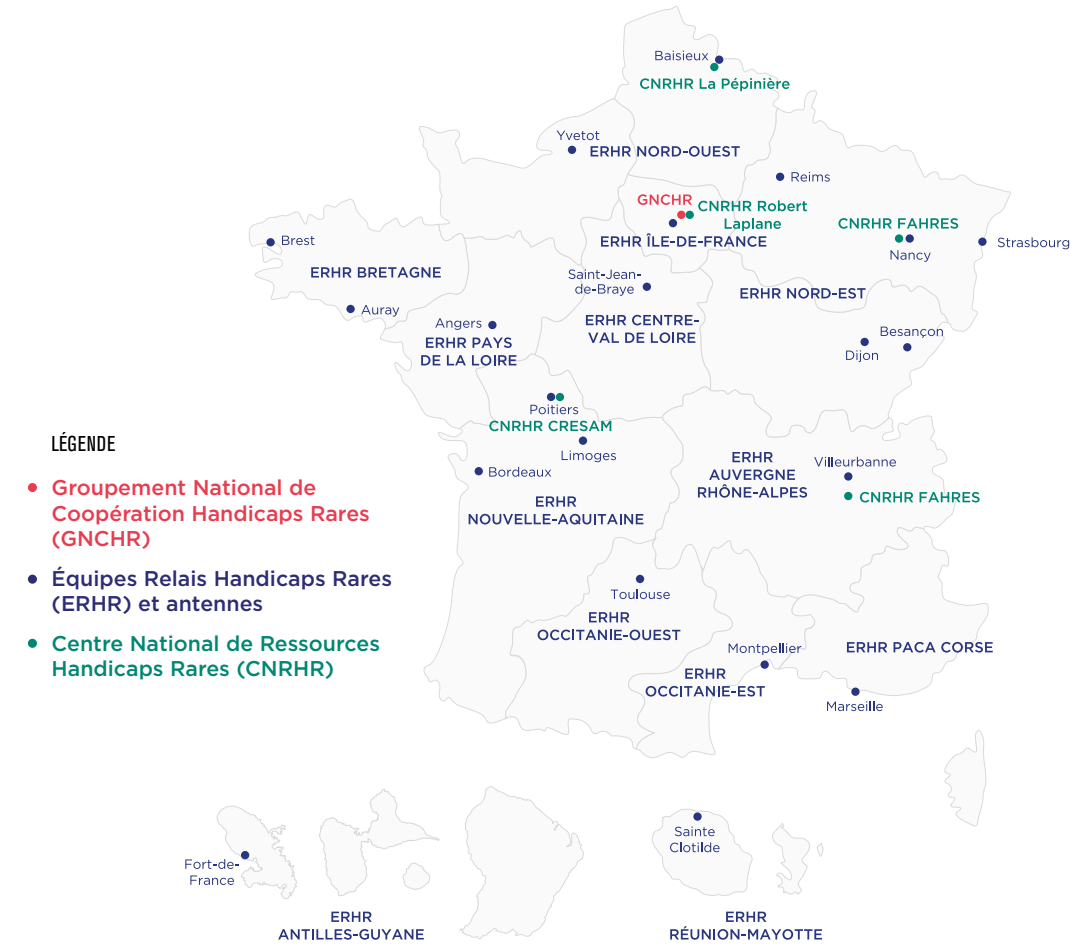 Baisieux
CNRHR La Pépinière
Yvetot
ERHR NORD-OUEST
Reims
GNCHR
CNRHR Robert
Laplane
ERHR ÎLE-DE-FRANCE
CNRHR FAHRES
Nancy
Strasbourg
Brest
ERHR BRETAGNE
Auray
Saint-Jean-
de-Braye
ERHR NORD-EST
Angers
ERHR PAYS
DE LA LOIRE
ERHR CENTRE-
VAL DE LOIRE
Besançon
Dijon
Poitiers
CNRHR CRESAM
Limoges
Bordeaux
ERHR
NOUVELLE-AQUITAINE
ERHR
AUVERGNE
RHÔNE-ALPES
Villeurbanne
CNRHR FAHRES
LÉGENDE
Groupement National de
Coopération Handicaps Rares
(GNCHR)
Équipes Relais Handicaps Rares
(ERHR) et antennes
Centre National de Ressources
Handicaps Rares (CNRHR)
Toulouse
ERHR
OCCITANIE-OUEST
Montpellier
ERHR
OCCITANIE-EST
ERHR PACA CORSE
Marseille
Fort-de-
France
ERHR
ANTILLES-GUYANE
Sainte
Clotilde
ERHR
RÉUNION-MAYOTTE